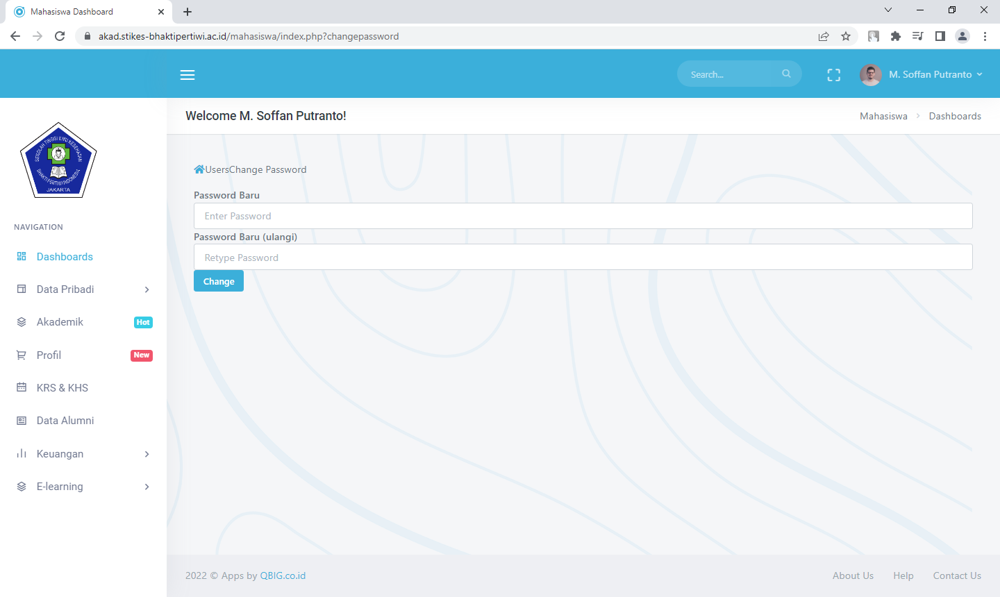 Mahasiswa Dashboard
akad.stikes-bhaktipertiwi.ac.id/mahasiswa/index.php?changepassword
Search...
M. Soffan Putranto
SEKOLAH TINGGI ILMU KESEHATAN
BHAKTI PERTIWI INDONESIA
JAKARTA
Welcome M. Soffan Putranto!
Mahasiswa
Dashboards
NAVIGATION
Dashboards
Data Pribadi
Akademik Hot
Profil New
KRS & KHS
Data Alumni
Keuangan
E-learning
UsersChange Password
Password Baru
Enter Password
Password Baru (ulangi)
Retype Password
Change
2022 © Apps by QBIG.co.id
About Us Help Contact Us